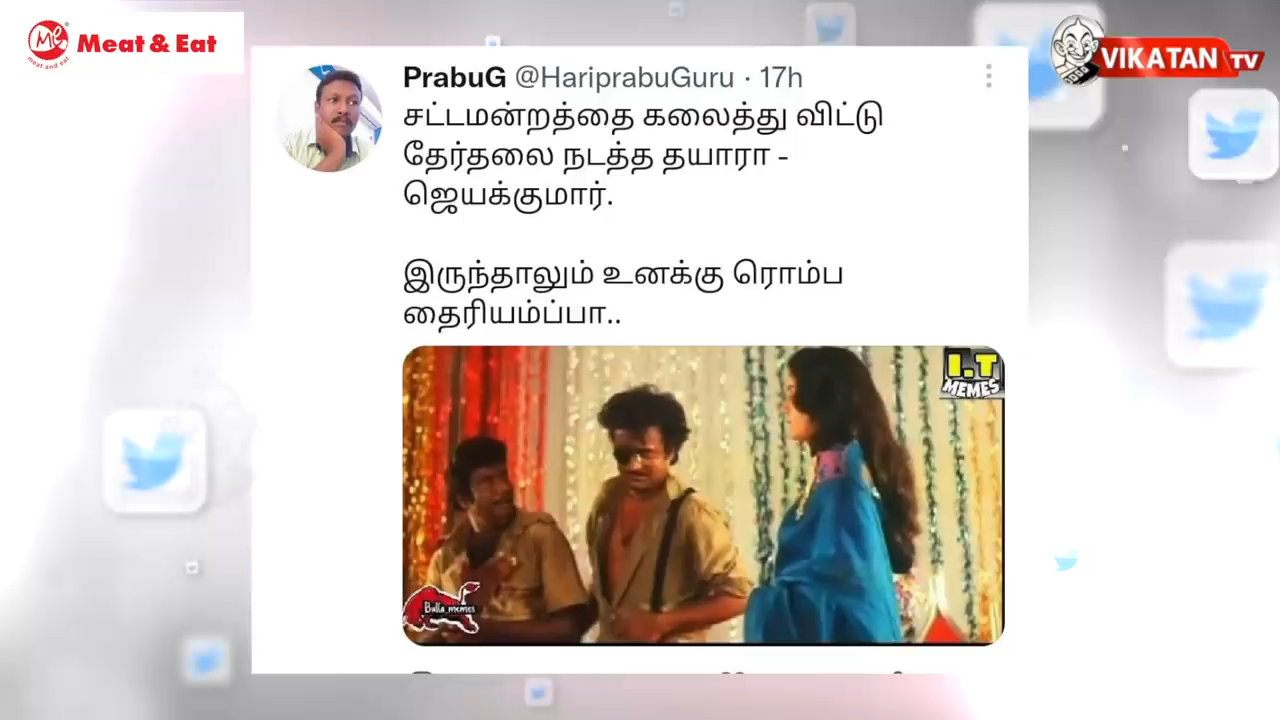 Meat & Eat
meat and eat
VIKATAN TV
PrabuG @HariprabuGuru · 17h
சட்டமன்றத்தை கலைத்து விட்டு
தேர்தலை நடத்த தயாரா -
ஜெயக்குமார்.
இருந்தாலும் உனக்கு ரொம்ப
தைரியம்ப்பா..
I.T
MEMES
Balla memes